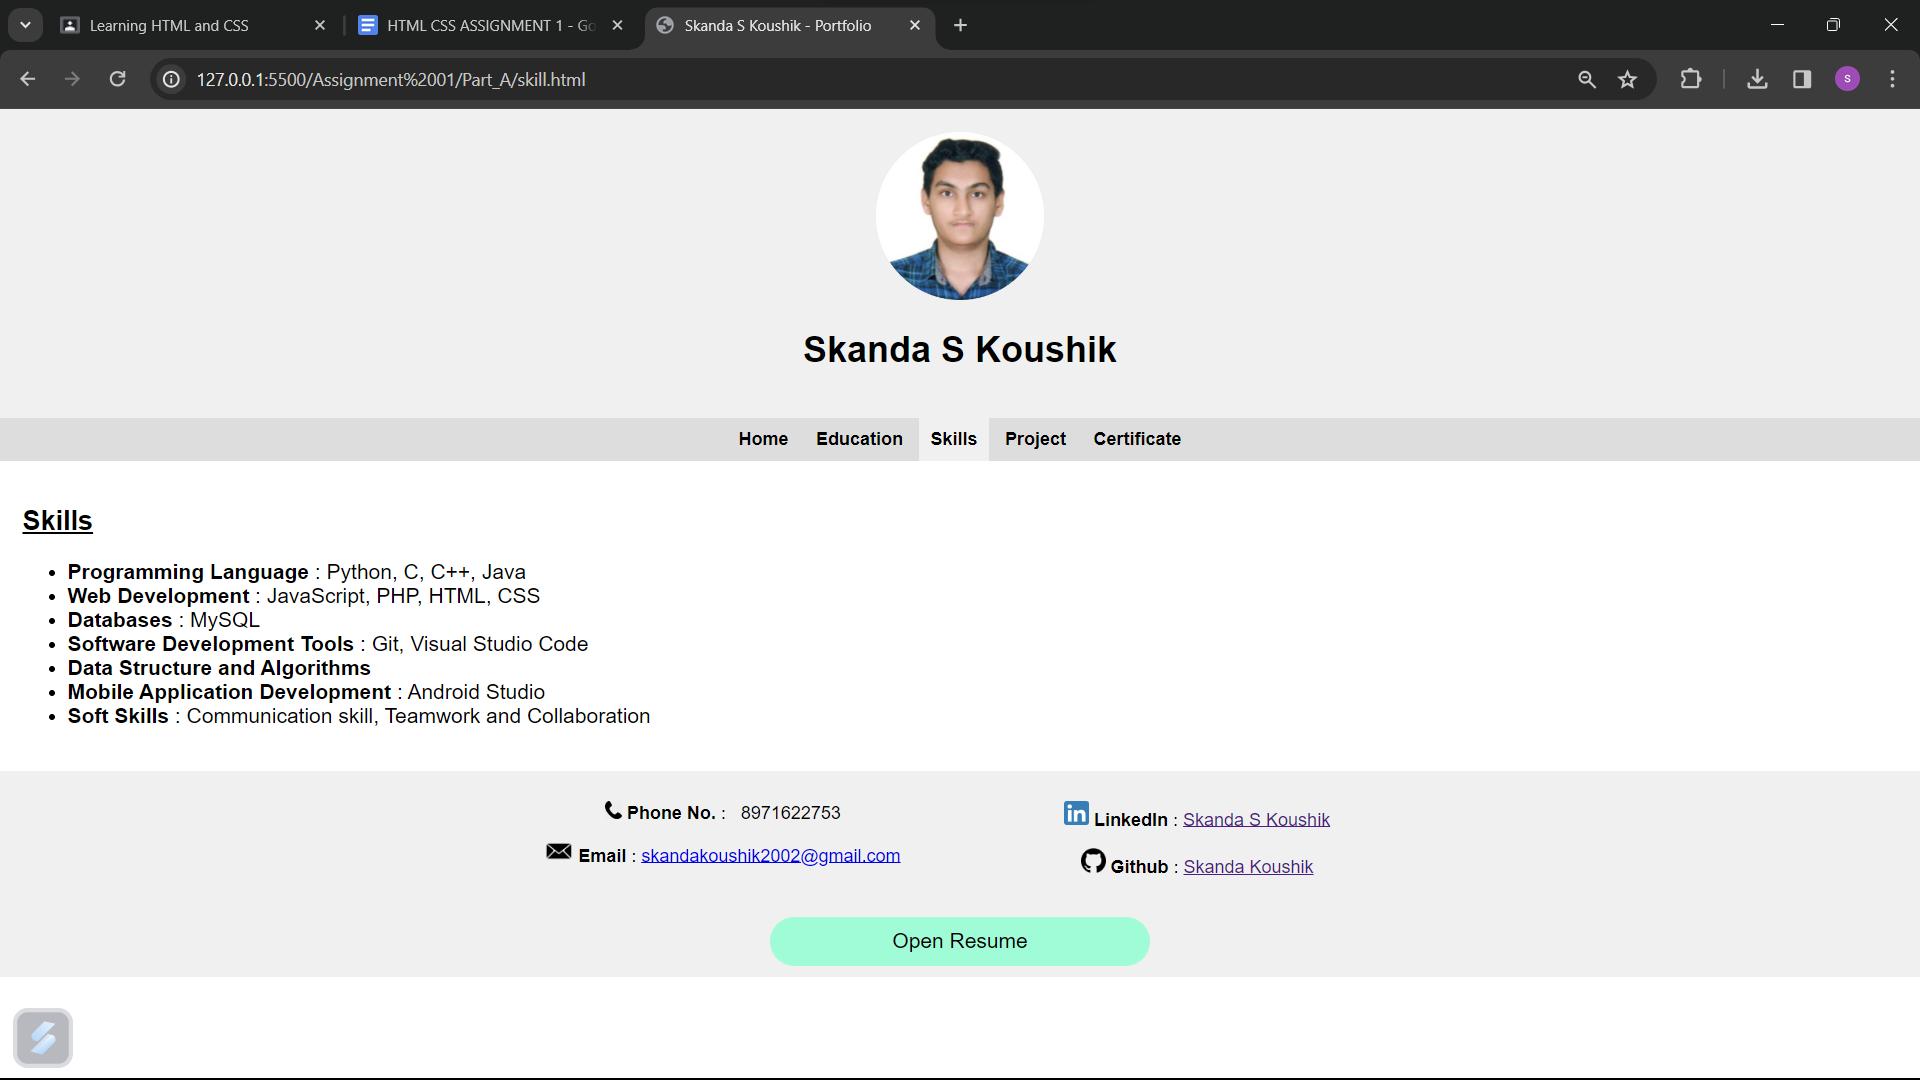 Learning HTML and CSS
HTML CSS ASSIGNMENT 1 - Go
Skanda S Koushik - Portfolio
127.0.0.1:5500/Assignment%2001/Part_A/skill.html
S
Skanda S Koushik
Home Education Skills Project Certificate
Skills
• Programming Language : Python, C, C++, Java
• Web Development : JavaScript, PHP, HTML, CSS
• Databases : MySQL
• Software Development Tools : Git, Visual Studio Code
• Data Structure and Algorithms
• Mobile Application Development : Android Studio
• Soft Skills : Communication skill, Teamwork and Collaboration
Phone No. : 8971622753
Email : skandakoushik2002@gmail.com
in LinkedIn : Skanda S Koushik
Github : Skanda Koushik
Open Resume